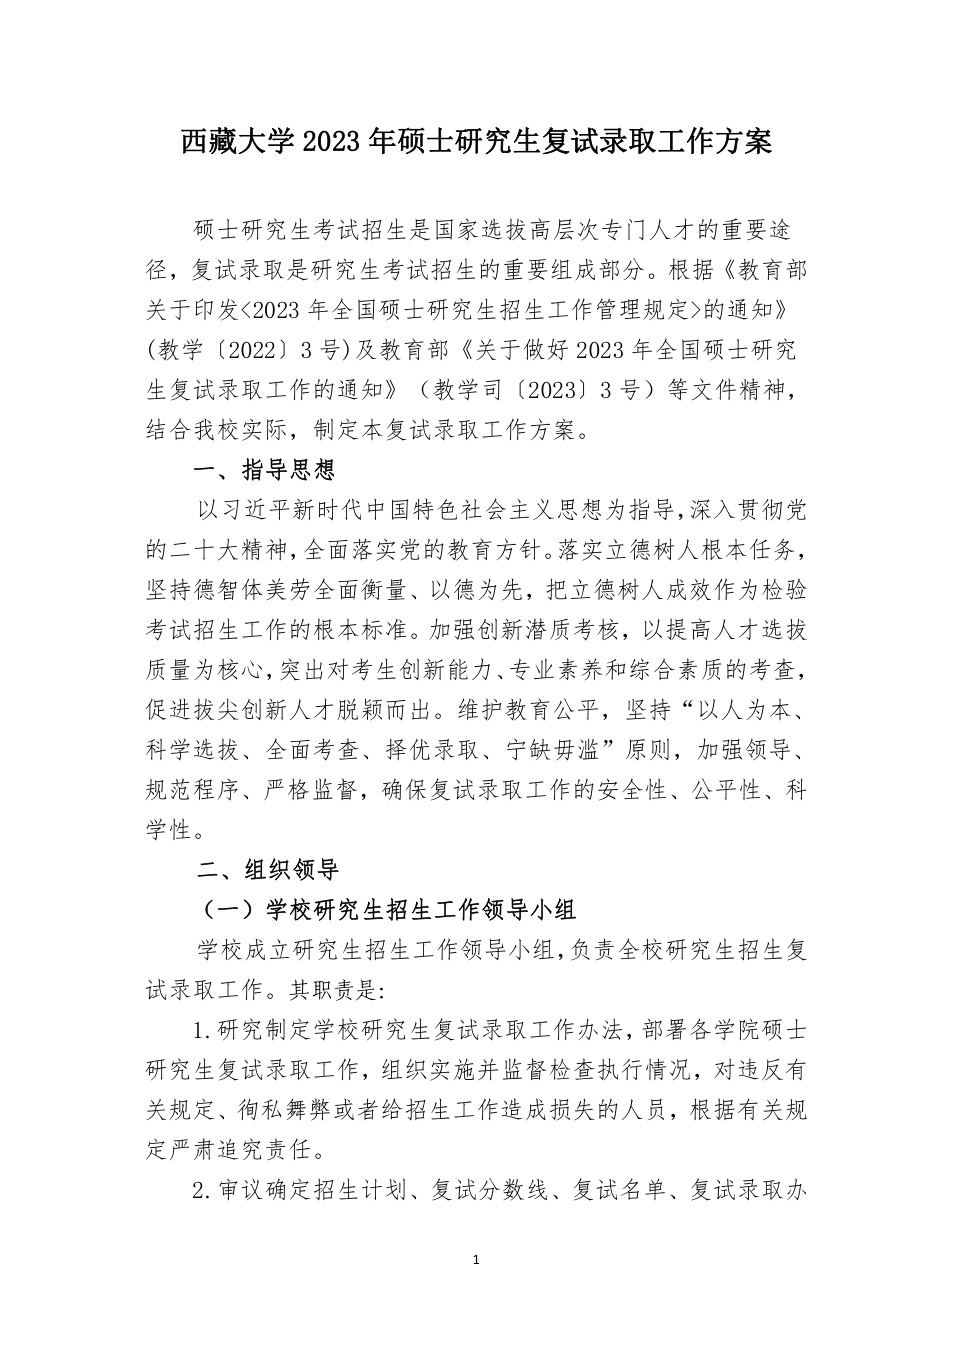 西藏大学 2023 年硕士研究生复试录取工作方案
硕士研究生考试招生是国家选拔高层次专门人才的重要途
径，复试录取是研究生考试招生的重要组成部分。根据《教育部
关于印发<2023 年全国硕士研究生招生工作管理规定>的通知》
(教学〔2022〕3 号)及教育部《关于做好 2023 年全国硕士研究
生复试录取工作的通知》（教学司〔2023〕3 号）等文件精神，
结合我校实际，制定本复试录取工作方案。
一、指导思想
以习近平新时代中国特色社会主义思想为指导,深入贯彻党
的二十大精神,全面落实党的教育方针。落实立德树人根本任务，
坚持德智体美劳全面衡量、以德为先，把立德树人成效作为检验
考试招生工作的根本标准。加强创新潜质考核，以提高人才选拔
质量为核心,突出对考生创新能力、专业素养和综合素质的考查，
促进拔尖创新人才脱颖而出。维护教育公平，坚持“以人为本、
科学选拔、全面考查、择优录取、宁缺毋滥”原则，加强领导、
规范程序、严格监督，确保复试录取工作的安全性、公平性、科
学性。
二、组织领导
（一）学校研究生招生工作领导小组
学校成立研究生招生工作领导小组,负责全校研究生招生复
试录取工作。其职责是:
1.研究制定学校研究生复试录取工作办法，部署各学院硕士
研究生复试录取工作，组织实施并监督检查执行情况，对违反有
关规定、徇私舞弊或者给招生工作造成损失的人员，根据有关规
定严肃追究责任。
2.审议确定招生计划、复试分数线、复试名单、复试录取办
1